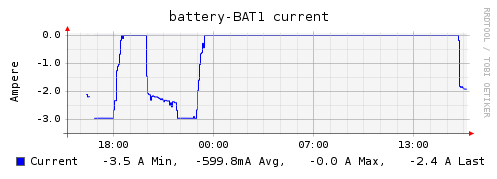 battery-BAT1 current
RRDTOOL / TOBI OETIKER
Ampere
0.0
-1.0
-2.0
-3.0
18:00 00:00 07:00 13:00
Current -3.5 A Min, -599.8mA Avg, -0.0 A Max, -2.4 A Last